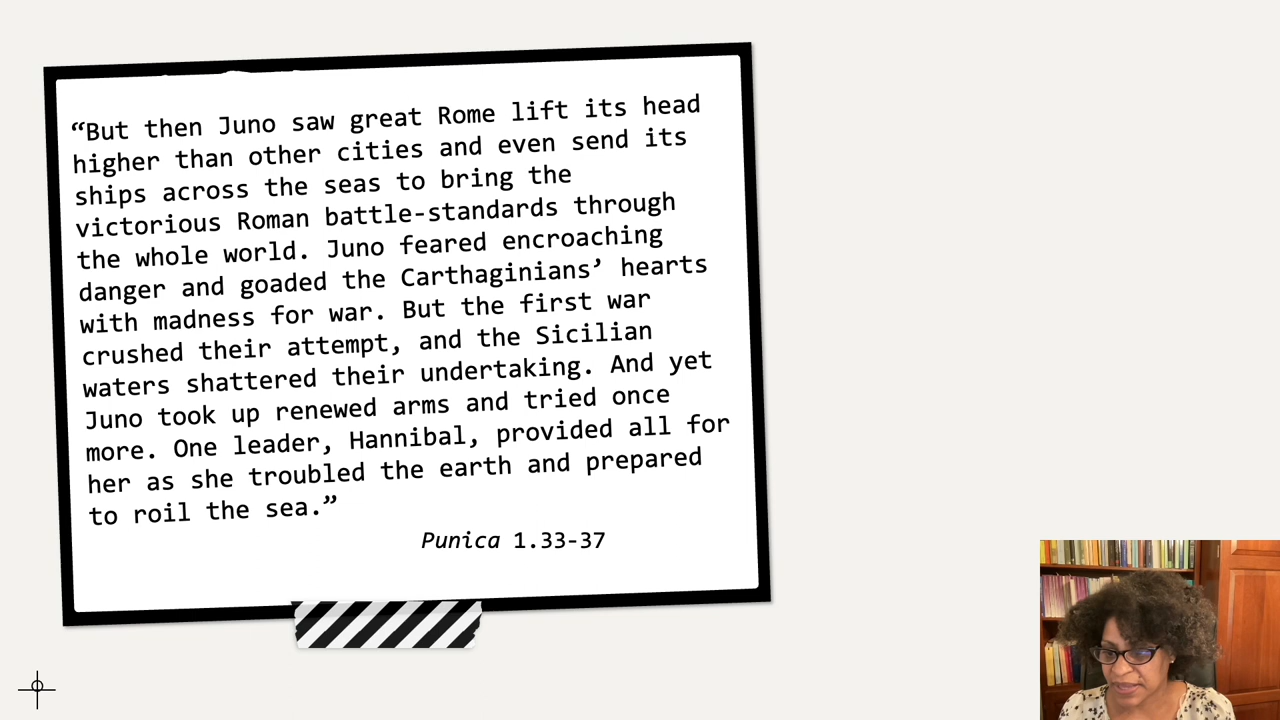 “But then Juno saw great Rome lift its head
higher than other cities and even send its
ships across the seas to bring the
victorious Roman battle-standards through
the whole world. Juno feared encroaching
danger and goaded the Carthaginians’ hearts
with madness for war. But the first war
crushed their attempt, and the Sicilian
waters shattered their undertaking. And yet
Juno took up renewed arms and tried once
more. One leader, Hannibal, provided all for
her as she troubled the earth and prepared
to roil the sea.”
Punica 1.33-37